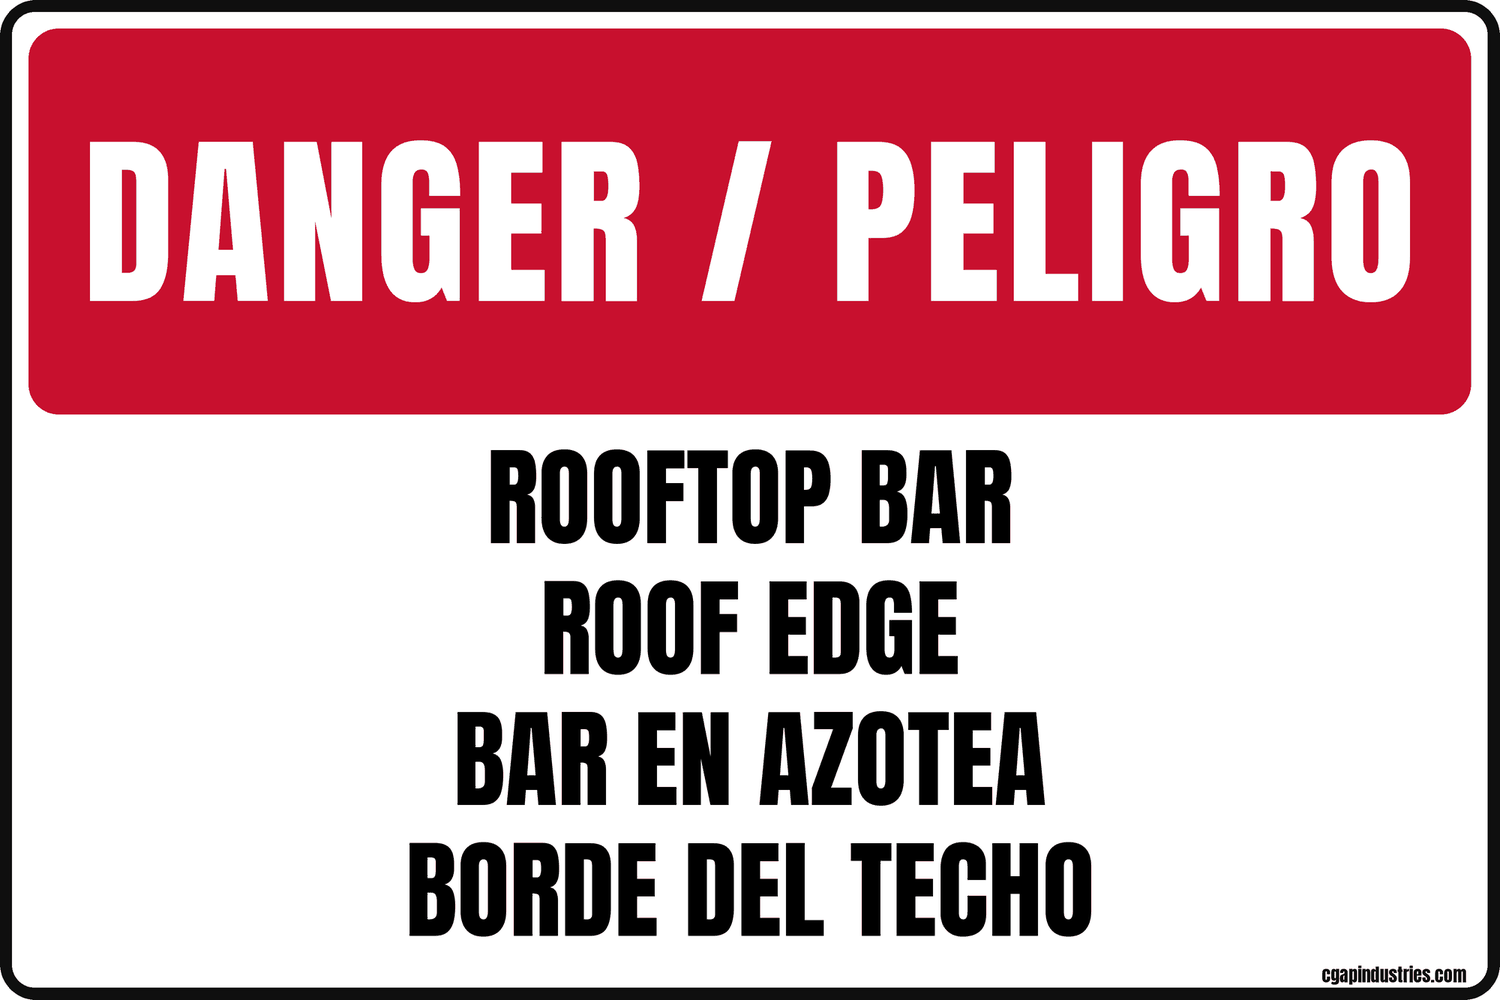 DANGER / PELIGRO
ROOFTOP BAR
ROOF EDGE
BAR EN AZOTEA
BORDE DEL TECHO
cgapindustries.com